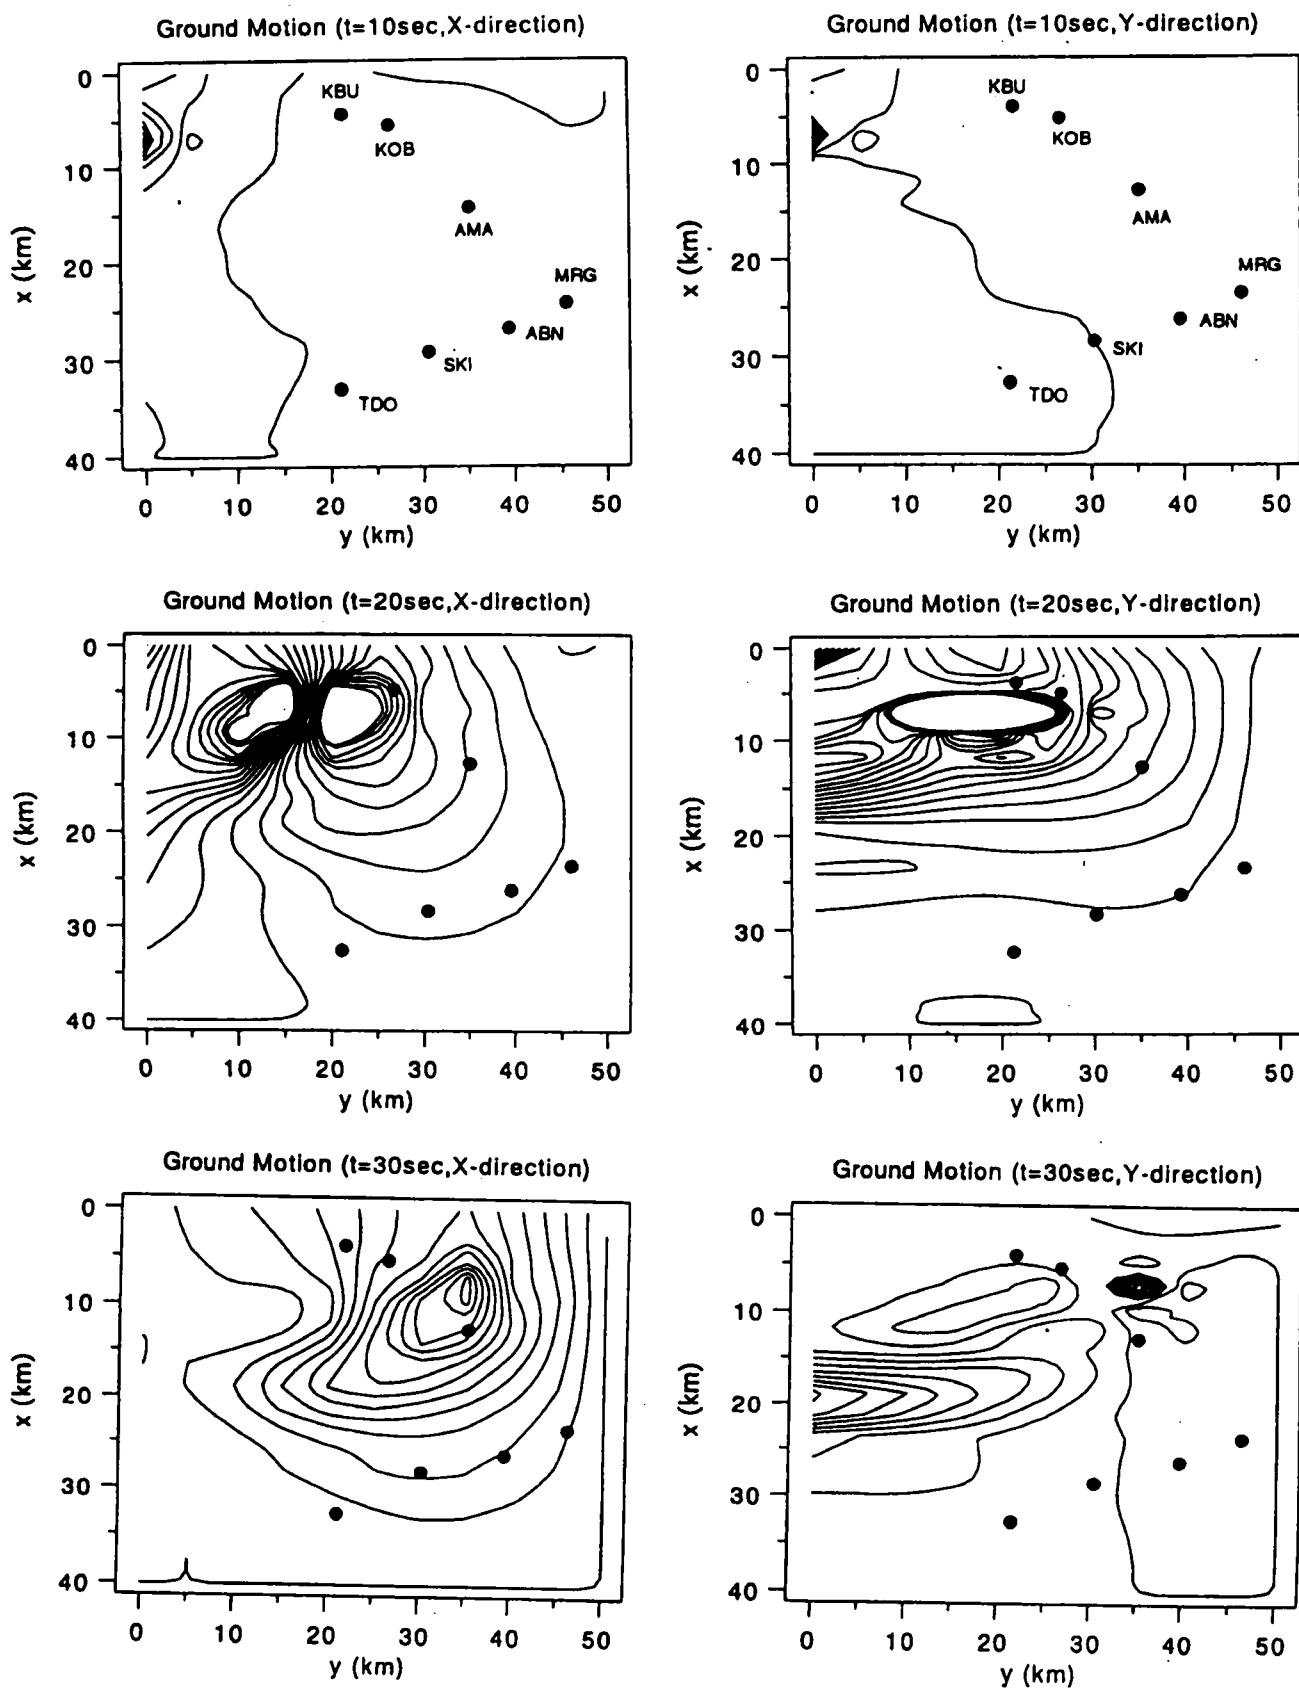 Ground Motion (t=10sec,X-direction)
0
10
20
30
40
x (km)
KBU
KOB
AMA
MRG
ABN
SKI
TDO
0 10 20 30 40 50
y (km)
Ground Motion (t=10sec,Y-direction)
0
10
20
30
40
x (km)
KBU
KOB
AMA
MRG
ABN
SKI
TDO
0 10 20 30 40 50
y (km)
Ground Motion (t=20sec,X-direction)
0
10
20
30
40
x (km)
0 10 20 30 40 50
y (km)
Ground Motion (t=20sec,Y-direction)
0
10
20
30
40
x (km)
0 10 20 30 40 50
y (km)
Ground Motion (t=30sec,X-direction)
0
10
20
30
40
x (km)
0 10 20 30 40 50
y (km)
Ground Motion (t=30sec,Y-direction)
0
10
20
30
40
x (km)
0 10 20 30 40 50
y (km)